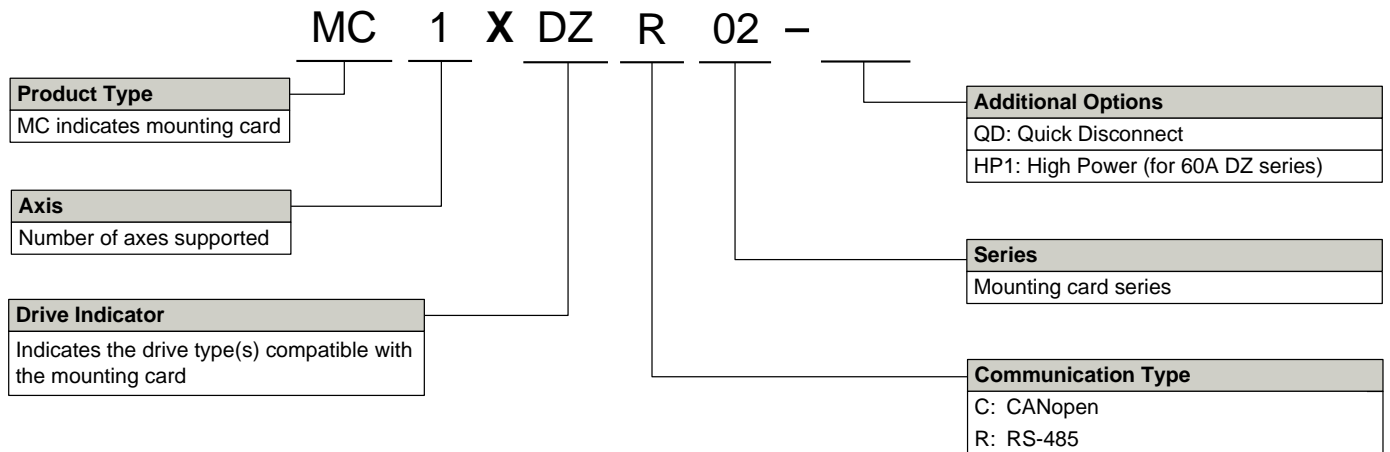 MC 1 X DZ R 02 –
Product Type
MC indicates mounting card
Axis
Number of axes supported
Drive Indicator
Indicates the drive type(s) compatible with
the mounting card
Additional Options
QD: Quick Disconnect
HP1: High Power (for 60A DZ series)
Series
Mounting card series
Communication Type
C: CANopen
R: RS-485